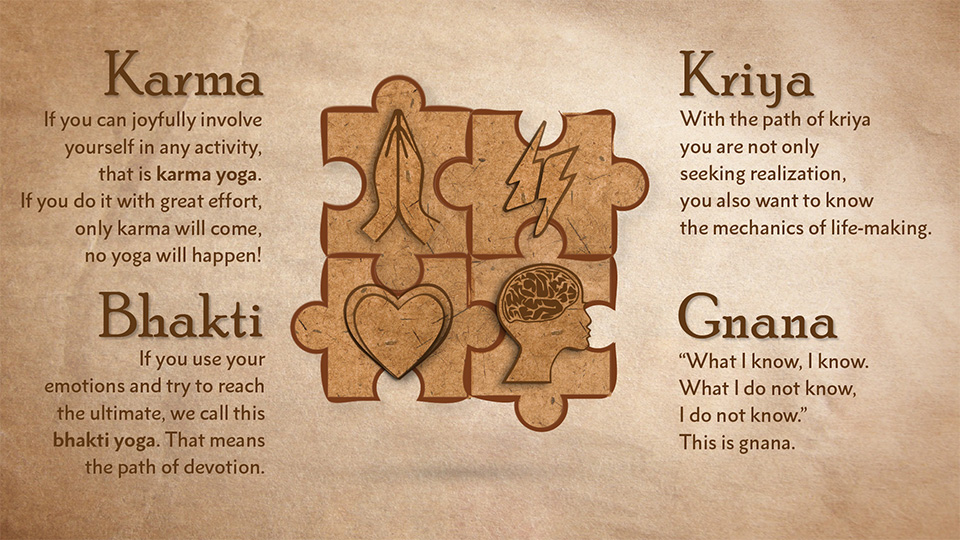 Karma
If you can joyfully involve
yourself in any activity,
that is karma yoga.
If you do it with great effort,
only karma will come,
no yoga will happen!
Kriya
With the path of kriya
you are not only
seeking realization,
you also want to know
the mechanics of life-making.
Bhakti
If you use your
emotions and try to reach
the ultimate, we call this
bhakti yoga. That means
the path of devotion.
Gnana
“What I know, I know.
What I do not know,
I do not know.”
This is gnana.